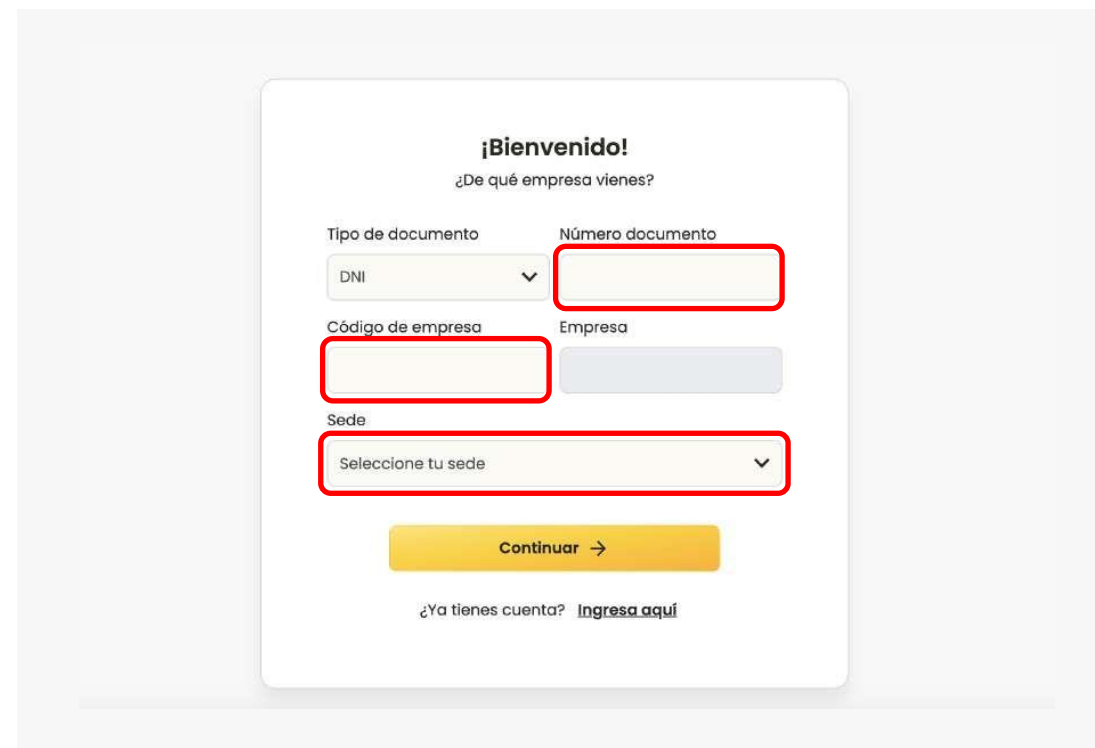 ¡Bienvenido!
¿De qué empresa vienes?
Tipo de documento
Número documento
DNI
Código de empresa
Empresa
Sede
Seleccione tu sede
Continuar →
¿Ya tienes cuenta? Ingresa aquí